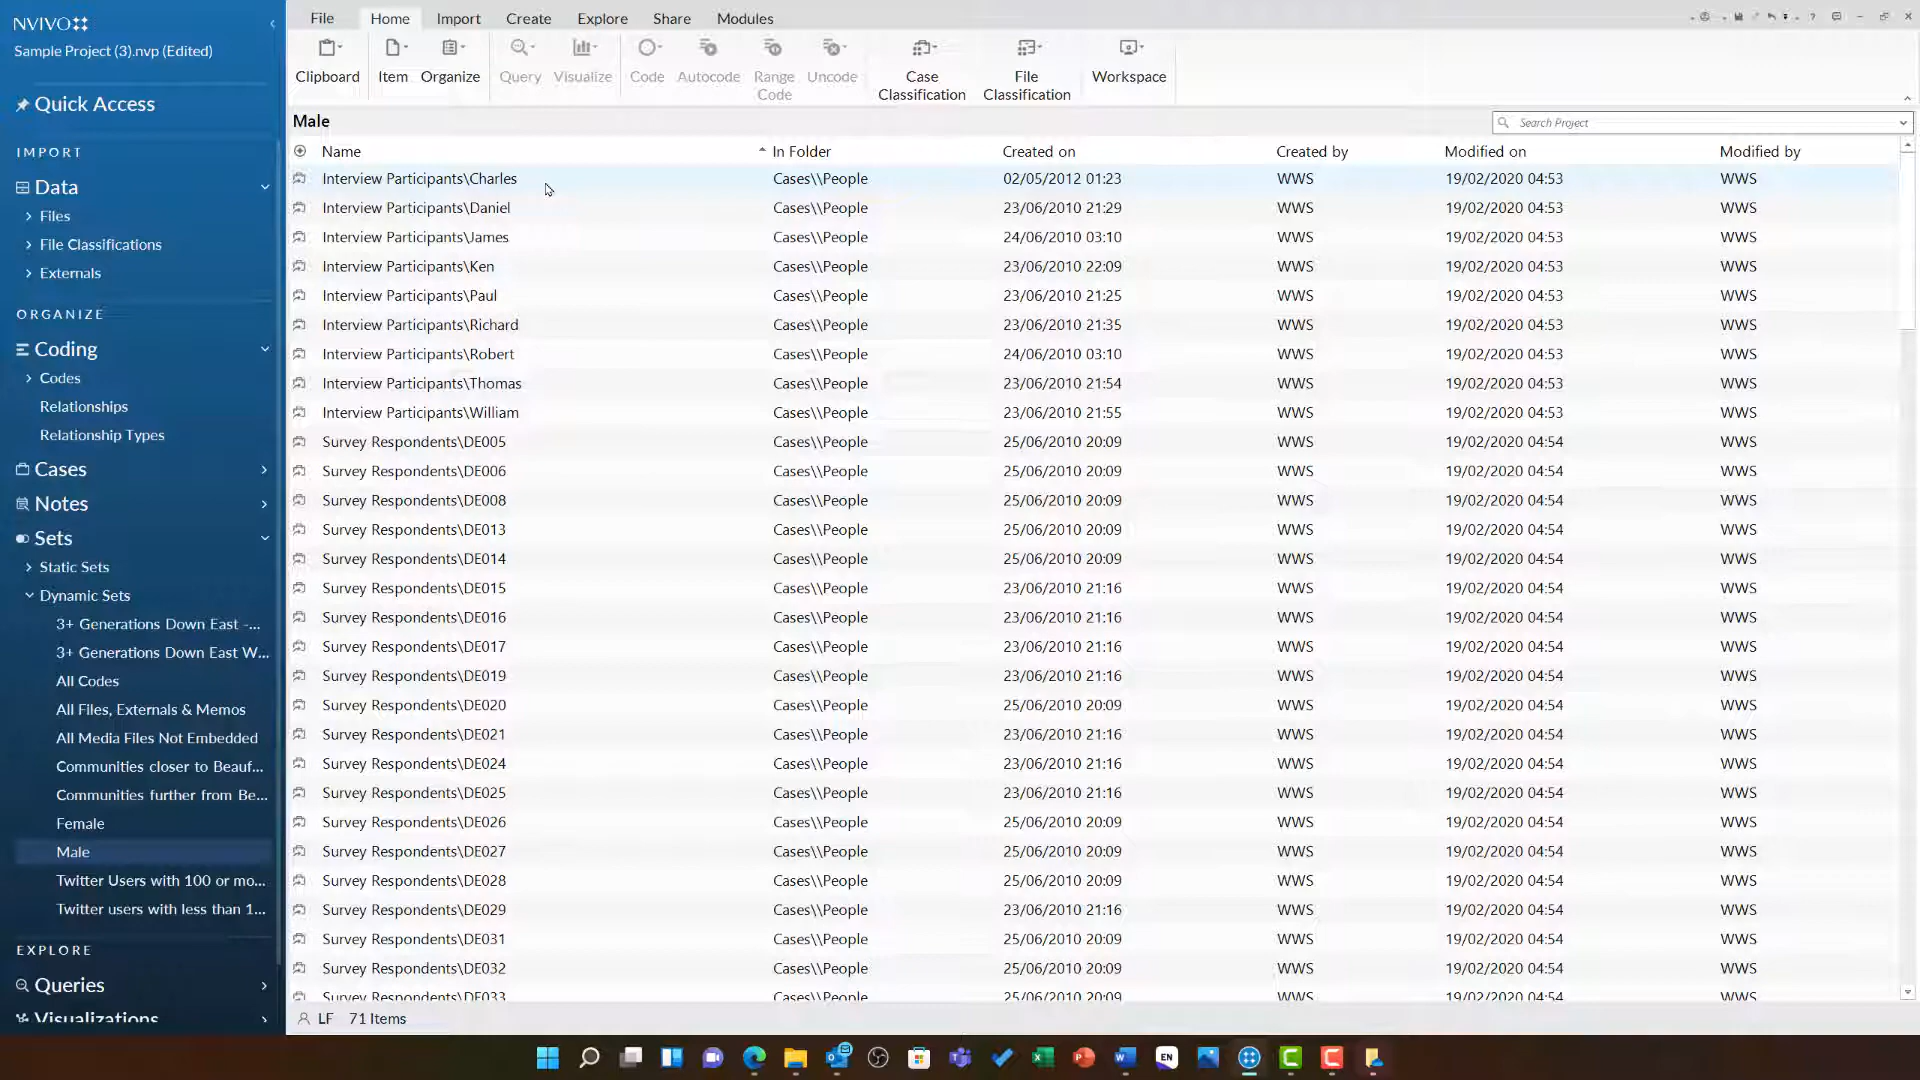 NVIVO
Sample Project (3).nvp (Edited)
Quick Access
IMPORT
Data
Files
File Classifications
Externals
ORGANIZE
Coding
Codes
Relationships
Relationship Types
Cases
Notes
Sets
Static Sets
Dynamic Sets
3+ Generations Down East -...
3+ Generations Down East W...
All Codes
All Files, Externals & Memos
All Media Files Not Embedded
Communities closer to Beauf...
Communities further from Be...
Female
Male
Twitter Users with 100 or mo...
Twitter users with less than 1...
EXPLORE
Queries
Visualizations
File Home Import Create Explore Share Modules
Clipboard Item Organize Query Visualize Code Autocode Range Code Uncode Case Classification File Classification Workspace
Male
Search Project
Name In Folder Created on Created by Modified on Modified by
Interview Participants\Charles Cases\\People 02/05/2012 01:23 WWS 19/02/2020 04:53 WWS
Interview Participants\Daniel Cases\\People 23/06/2010 21:29 WWS 19/02/2020 04:53 WWS
Interview Participants\James Cases\\People 24/06/2010 03:10 WWS 19/02/2020 04:53 WWS
Interview Participants\Ken Cases\\People 23/06/2010 22:09 WWS 19/02/2020 04:53 WWS
Interview Participants\Paul Cases\\People 23/06/2010 21:25 WWS 19/02/2020 04:53 WWS
Interview Participants\Richard Cases\\People 23/06/2010 21:35 WWS 19/02/2020 04:53 WWS
Interview Participants\Robert Cases\\People 24/06/2010 03:10 WWS 19/02/2020 04:53 WWS
Interview Participants\Thomas Cases\\People 23/06/2010 21:54 WWS 19/02/2020 04:53 WWS
Interview Participants\William Cases\\People 23/06/2010 21:55 WWS 19/02/2020 04:53 WWS
Survey Respondents\DE005 Cases\\People 25/06/2010 20:09 WWS 19/02/2020 04:54 WWS
Survey Respondents\DE006 Cases\\People 25/06/2010 20:09 WWS 19/02/2020 04:54 WWS
Survey Respondents\DE008 Cases\\People 25/06/2010 20:09 WWS 19/02/2020 04:54 WWS
Survey Respondents\DE013 Cases\\People 25/06/2010 20:09 WWS 19/02/2020 04:54 WWS
Survey Respondents\DE014 Cases\\People 25/06/2010 20:09 WWS 19/02/2020 04:54 WWS
Survey Respondents\DE015 Cases\\People 23/06/2010 21:16 WWS 19/02/2020 04:54 WWS
Survey Respondents\DE016 Cases\\People 23/06/2010 21:16 WWS 19/02/2020 04:54 WWS
Survey Respondents\DE017 Cases\\People 23/06/2010 21:16 WWS 19/02/2020 04:54 WWS
Survey Respondents\DE019 Cases\\People 23/06/2010 21:16 WWS 19/02/2020 04:54 WWS
Survey Respondents\DE020 Cases\\People 25/06/2010 20:09 WWS 19/02/2020 04:54 WWS
Survey Respondents\DE021 Cases\\People 23/06/2010 21:16 WWS 19/02/2020 04:54 WWS
Survey Respondents\DE024 Cases\\People 23/06/2010 21:16 WWS 19/02/2020 04:54 WWS
Survey Respondents\DE025 Cases\\People 23/06/2010 21:16 WWS 19/02/2020 04:54 WWS
Survey Respondents\DE026 Cases\\People 25/06/2010 20:09 WWS 19/02/2020 04:54 WWS
Survey Respondents\DE027 Cases\\People 25/06/2010 20:09 WWS 19/02/2020 04:54 WWS
Survey Respondents\DE028 Cases\\People 25/06/2010 20:09 WWS 19/02/2020 04:54 WWS
Survey Respondents\DE029 Cases\\People 23/06/2010 21:16 WWS 19/02/2020 04:54 WWS
Survey Respondents\DE031 Cases\\People 25/06/2010 20:09 WWS 19/02/2020 04:54 WWS
Survey Respondents\DE032 Cases\\People 25/06/2010 20:09 WWS 19/02/2020 04:54 WWS
Survey Respondents\DE033 Cases\\People 25/06/2010 20:09 WWS 19/02/2020 04:54 WWS
LF 71 Items
EN